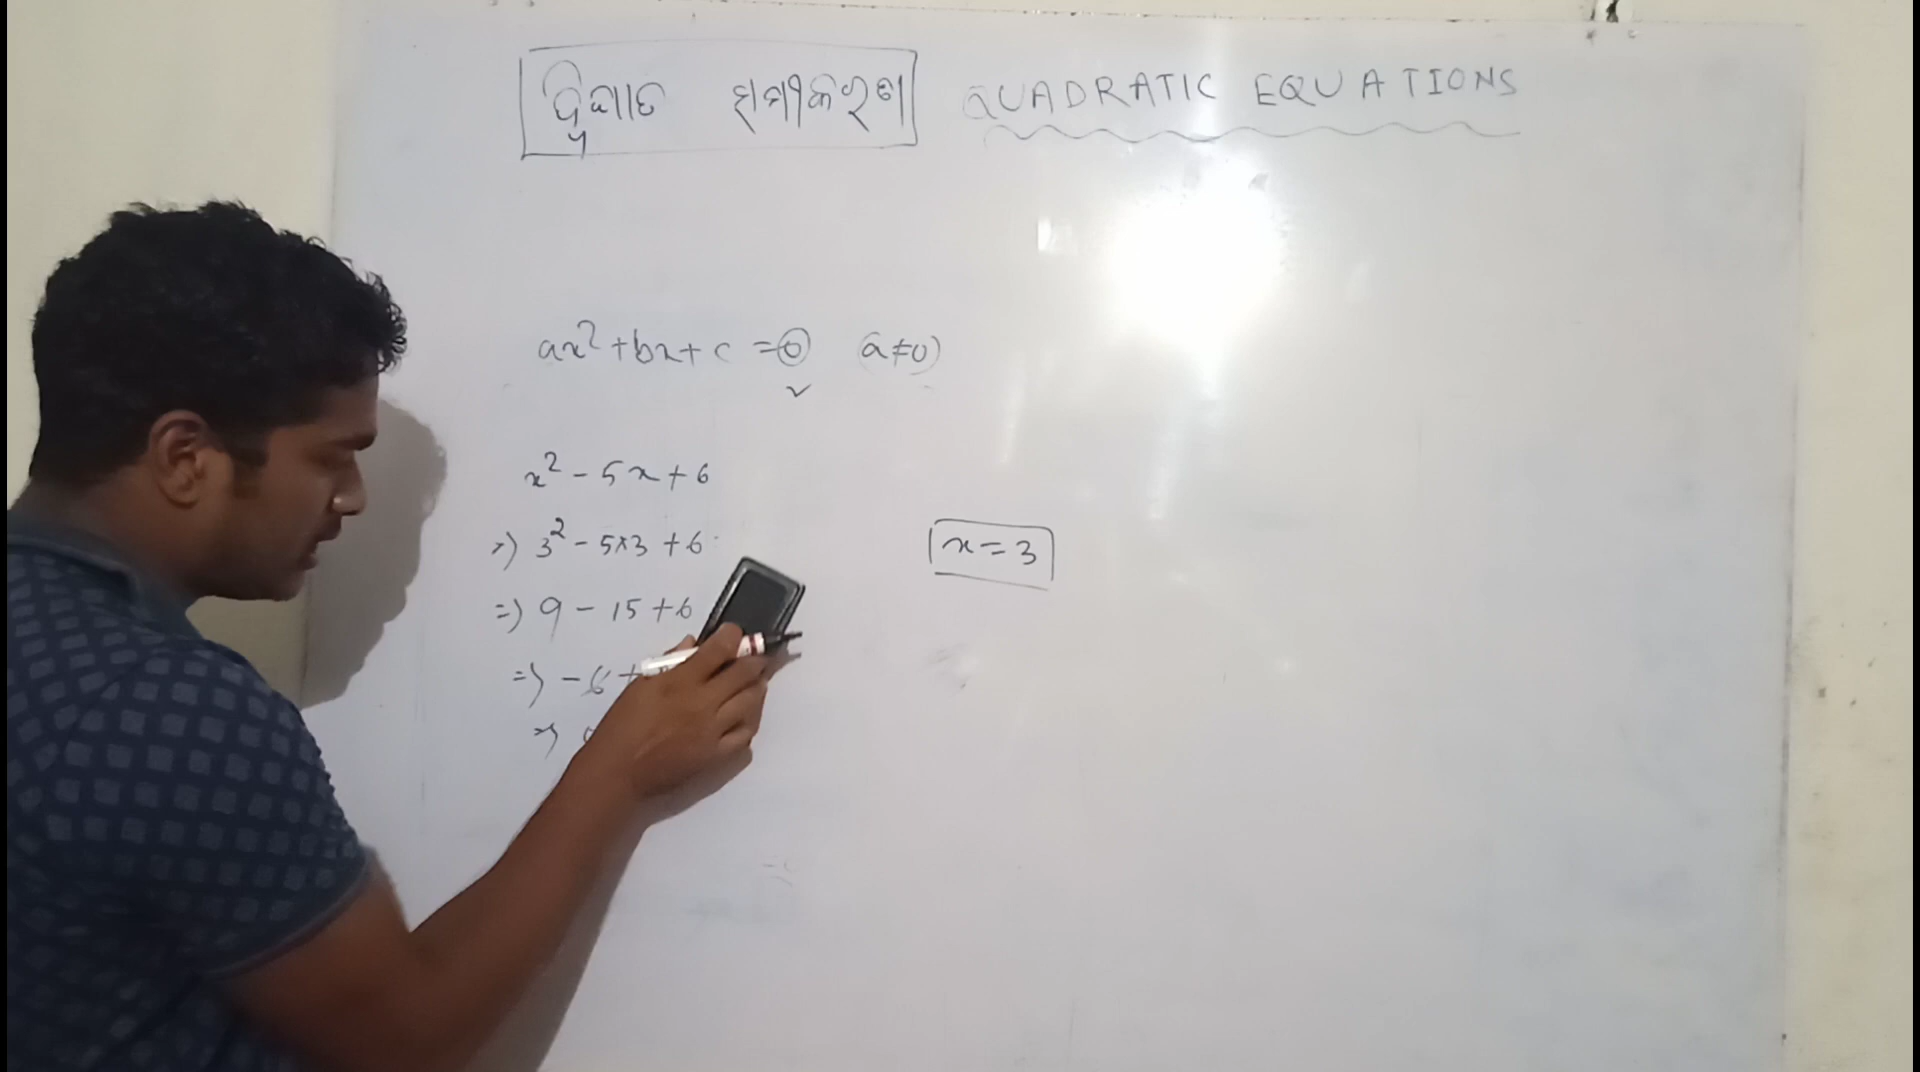 ଦ୍ୱିଘାତ ସମୀକରଣ QUADRATIC EQUATIONS
ax² + bx + c = 0 (a ≠ 0)
x² - 5x + 6
⇒ 3² - 5×3 + 6
x = 3
⇒ 9 - 15 + 6
⇒ - 6 +
⇒